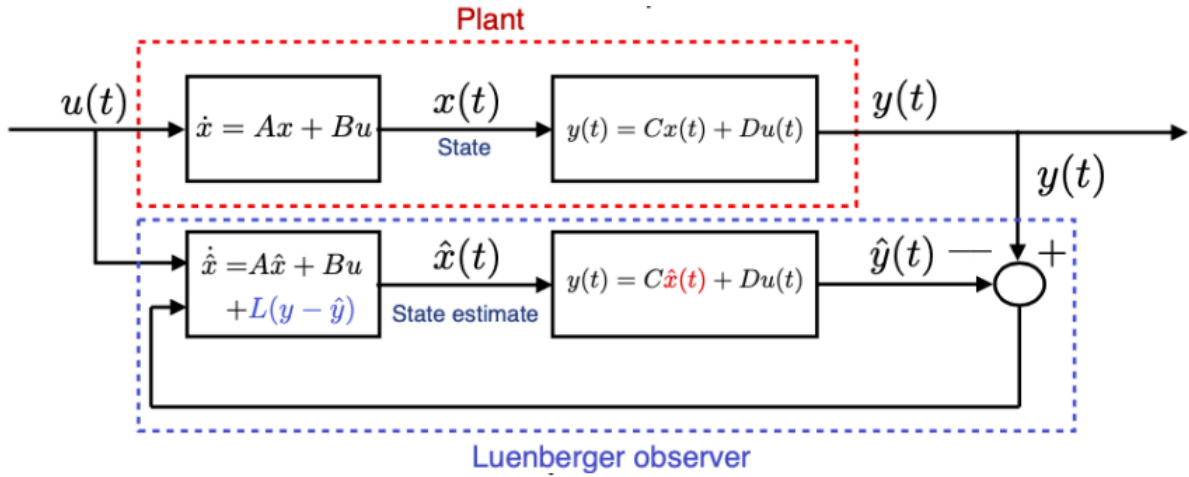 Plant
u(t)
ẋ = Ax + Bu
x(t)
State
y(t) = Cx(t) + Du(t)
y(t)
y(t)
x̂̇ =Ax̂ + Bu
+L(y − ŷ)
x̂(t)
State estimate
y(t) = Cx̂(t) + Du(t)
ŷ(t)
— +
Luenberger observer